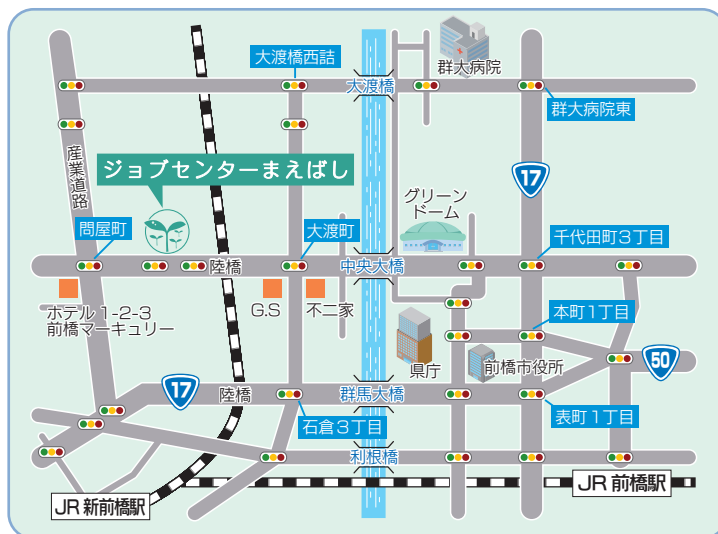 大渡橋西詰
群大病院
大渡橋
群大病院東
産業道路
ジョブセンターまえばし
17
グリーン
ドーム
問屋町
大渡町
千代田町3丁目
陸橋
中央大橋
ホテル1-2-3
前橋マーキュリー
G.S
不二家
本町1丁目
県庁
前橋市役所
50
17
陸橋
群馬大橋
石倉3丁目
表町1丁目
利根橋
JR 新前橋駅
JR 前橋駅